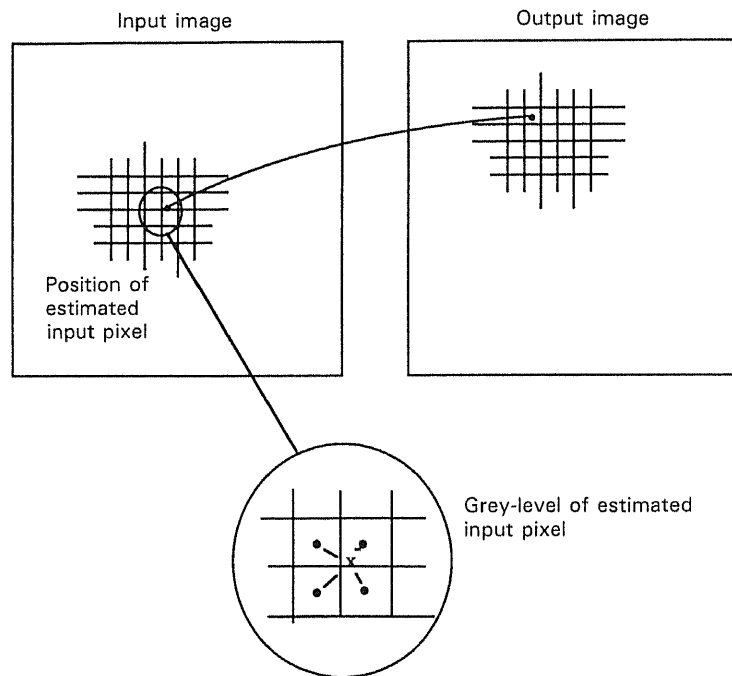 Input image
Output image
Position of
estimated
input pixel
Grey-level of estimated
input pixel
x